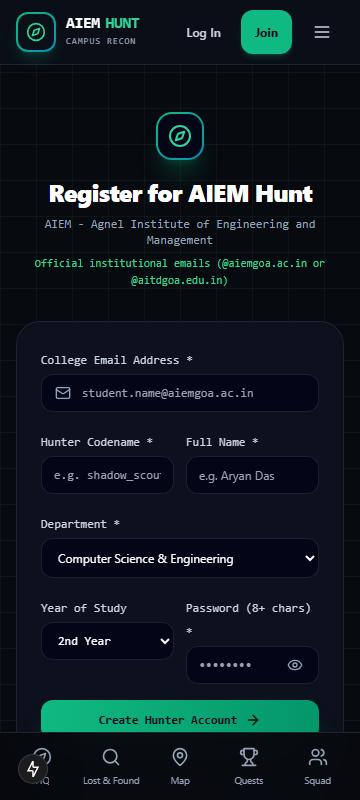 AIEM HUNT
CAMPUS RECON
Log In
Join
Register for AIEM Hunt
AIEM - Agnel Institute of Engineering and
Management
Official institutional emails (@aiemgoa.ac.in or
@aitdgoa.edu.in)
College Email Address *
student.name@aiemgoa.ac.in
Hunter Codename *
Full Name *
e.g. shadow_scou
e.g. Aryan Das
Department *
Computer Science & Engineering
Year of Study
Password (8+ chars)
*
2nd Year
••••••••
Create Hunter Account →
Lost & Found
Map
Quests
Squad